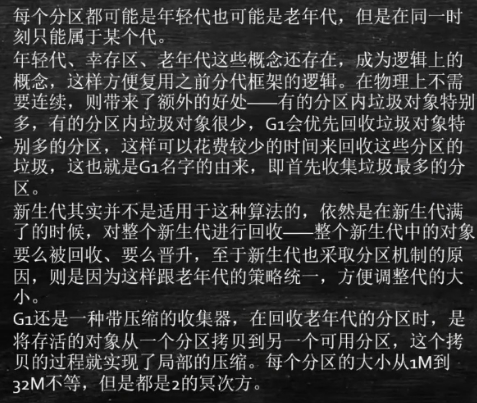 每个分区都可能是年轻代也可能是老年代，但是在同一时
刻只能属于某个代。
年轻代、幸存区、老年代这些概念还存在，成为逻辑上的
概念，这样方便复用之前分代框架的逻辑。在物理上不需
要连续，则带来了额外的好处——有的分区内垃圾对象特别
多，有的分区内垃圾对象很少，G1会优先回收垃圾对象特
别多的分区，这样可以花费较少的时间来回收这些分区的
垃圾，这也就是G1名字的由来，即首先收集垃圾最多的分
区。
新生代其实并不是适用于这种算法的，依然是在新生代满
了的时候，对整个新生代进行回收——整个新生代中的对象
要么被回收、要么晋升，至于新生代也采取分区机制的原
因，则是因为这样跟老年代的策略统一，方便调整代的大
小。
G1还是一种带压缩的收集器，在回收老年代的分区时，是
将存活的对象从一个分区拷贝到另一个可用分区，这个拷
贝的过程就实现了局部的压缩。每个分区的大小从1M到
32M不等，但是都是2的冥次方。